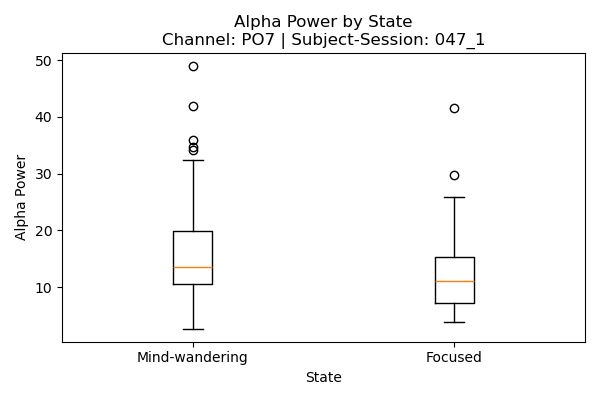 Alpha Power by State
Channel: PO7 | Subject-Session: 047_1
50
40
30
20
10
Alpha Power
Mind-wandering
Focused
State